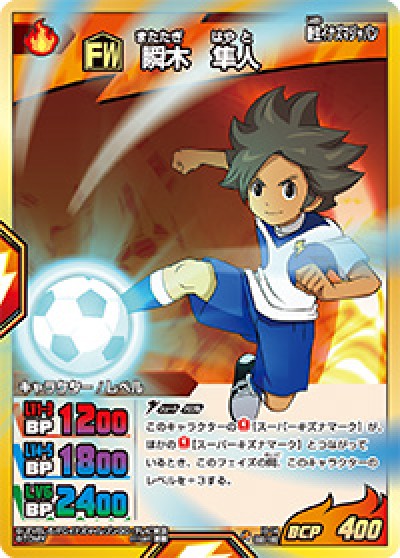 またたぎ はやと
FW 瞬木 隼人
新生イナズマジャパン
キャラクター/レベル
LV1-3
BP 1200
LV4-5
BP 1800
LV6
BP 2400
このキャラクターの【スーパーキズナマーク】が、
ほかの【スーパーキズナマーク】とつながって
いるとき、このフェイズの間、このキャラクターの
レベルを+3する。
BCP 400